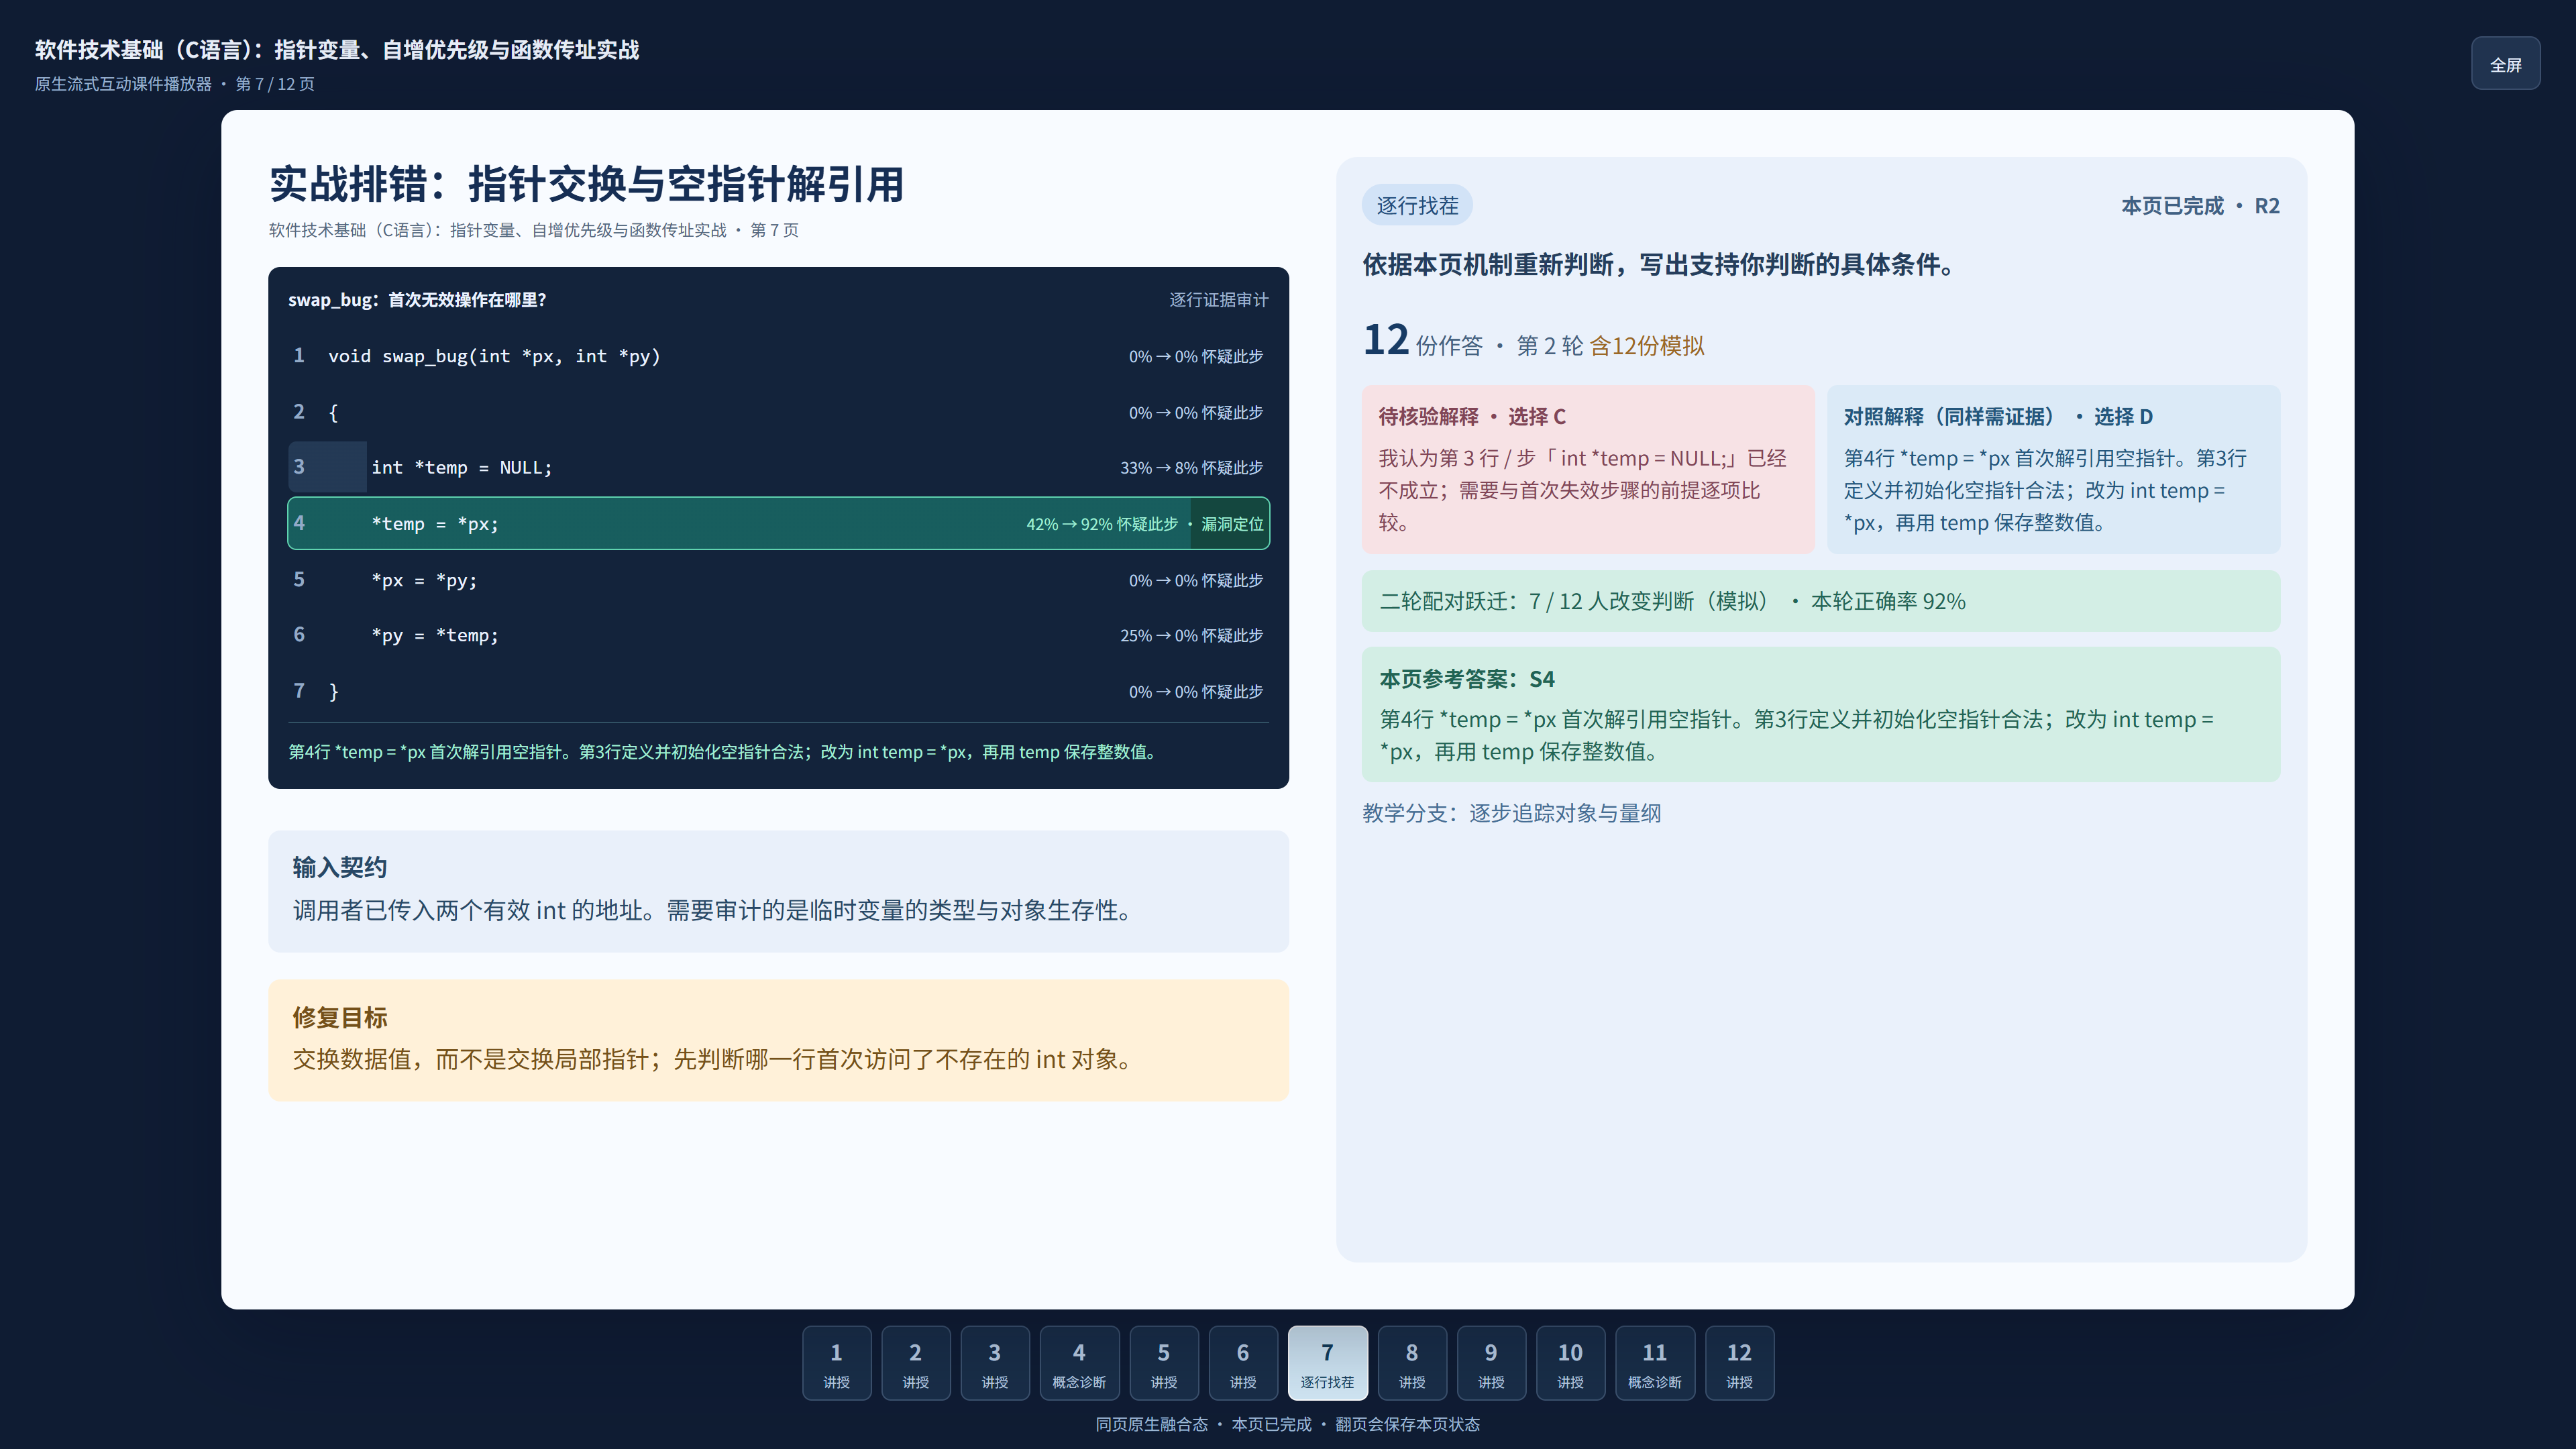 软件技术基础（C语言）：指针变量、自增优先级与函数传址实战
原生流式互动课件播放器 · 第 7 / 12 页
全屏
实战排错：指针交换与空指针解引用
软件技术基础（C语言）：指针变量、自增优先级与函数传址实战 · 第 7 页
swap_bug：首次无效操作在哪里？
逐行证据审计
1 void swap_bug(int *px, int *py) 0% → 0% 怀疑此步
2 { 0% → 0% 怀疑此步
3 int *temp = NULL; 33% → 8% 怀疑此步
4 *temp = *px; 42% → 92% 怀疑此步 · 漏洞定位
5 *px = *py; 0% → 0% 怀疑此步
6 *py = *temp; 25% → 0% 怀疑此步
7 } 0% → 0% 怀疑此步
第4行 *temp = *px 首次解引用空指针。第3行定义并初始化空指针合法；改为 int temp = *px，再用 temp 保存整数值。
输入契约
调用者已传入两个有效 int 的地址。需要审计的是临时变量的类型与对象生存性。
修复目标
交换数据值，而不是交换局部指针；先判断哪一行首次访问了不存在的 int 对象。
逐行找茬
本页已完成 · R2
依据本页机制重新判断，写出支持你判断的具体条件。
12 份作答 · 第 2 轮 含12份模拟
待核验解释 · 选择 C
我认为第 3 行 / 步「 int *temp = NULL;」已经
不成立；需要与首次失效步骤的前提逐项比
较。
对照解释（同样需证据） · 选择 D
第4行 *temp = *px 首次解引用空指针。第3行
定义并初始化空指针合法；改为 int temp =
*px，再用 temp 保存整数值。
二轮配对跃迁：7 / 12 人改变判断（模拟） · 本轮正确率 92%
本页参考答案：S4
第4行 *temp = *px 首次解引用空指针。第3行定义并初始化空指针合法；改为 int temp =
*px，再用 temp 保存整数值。
教学分支：逐步追踪对象与量纲
1 讲授
2 讲授
3 讲授
4 概念诊断
5 讲授
6 讲授
7 逐行找茬
8 讲授
9 讲授
10 讲授
11 概念诊断
12 讲授
同页原生融合态 · 本页已完成 · 翻页会保存本页状态